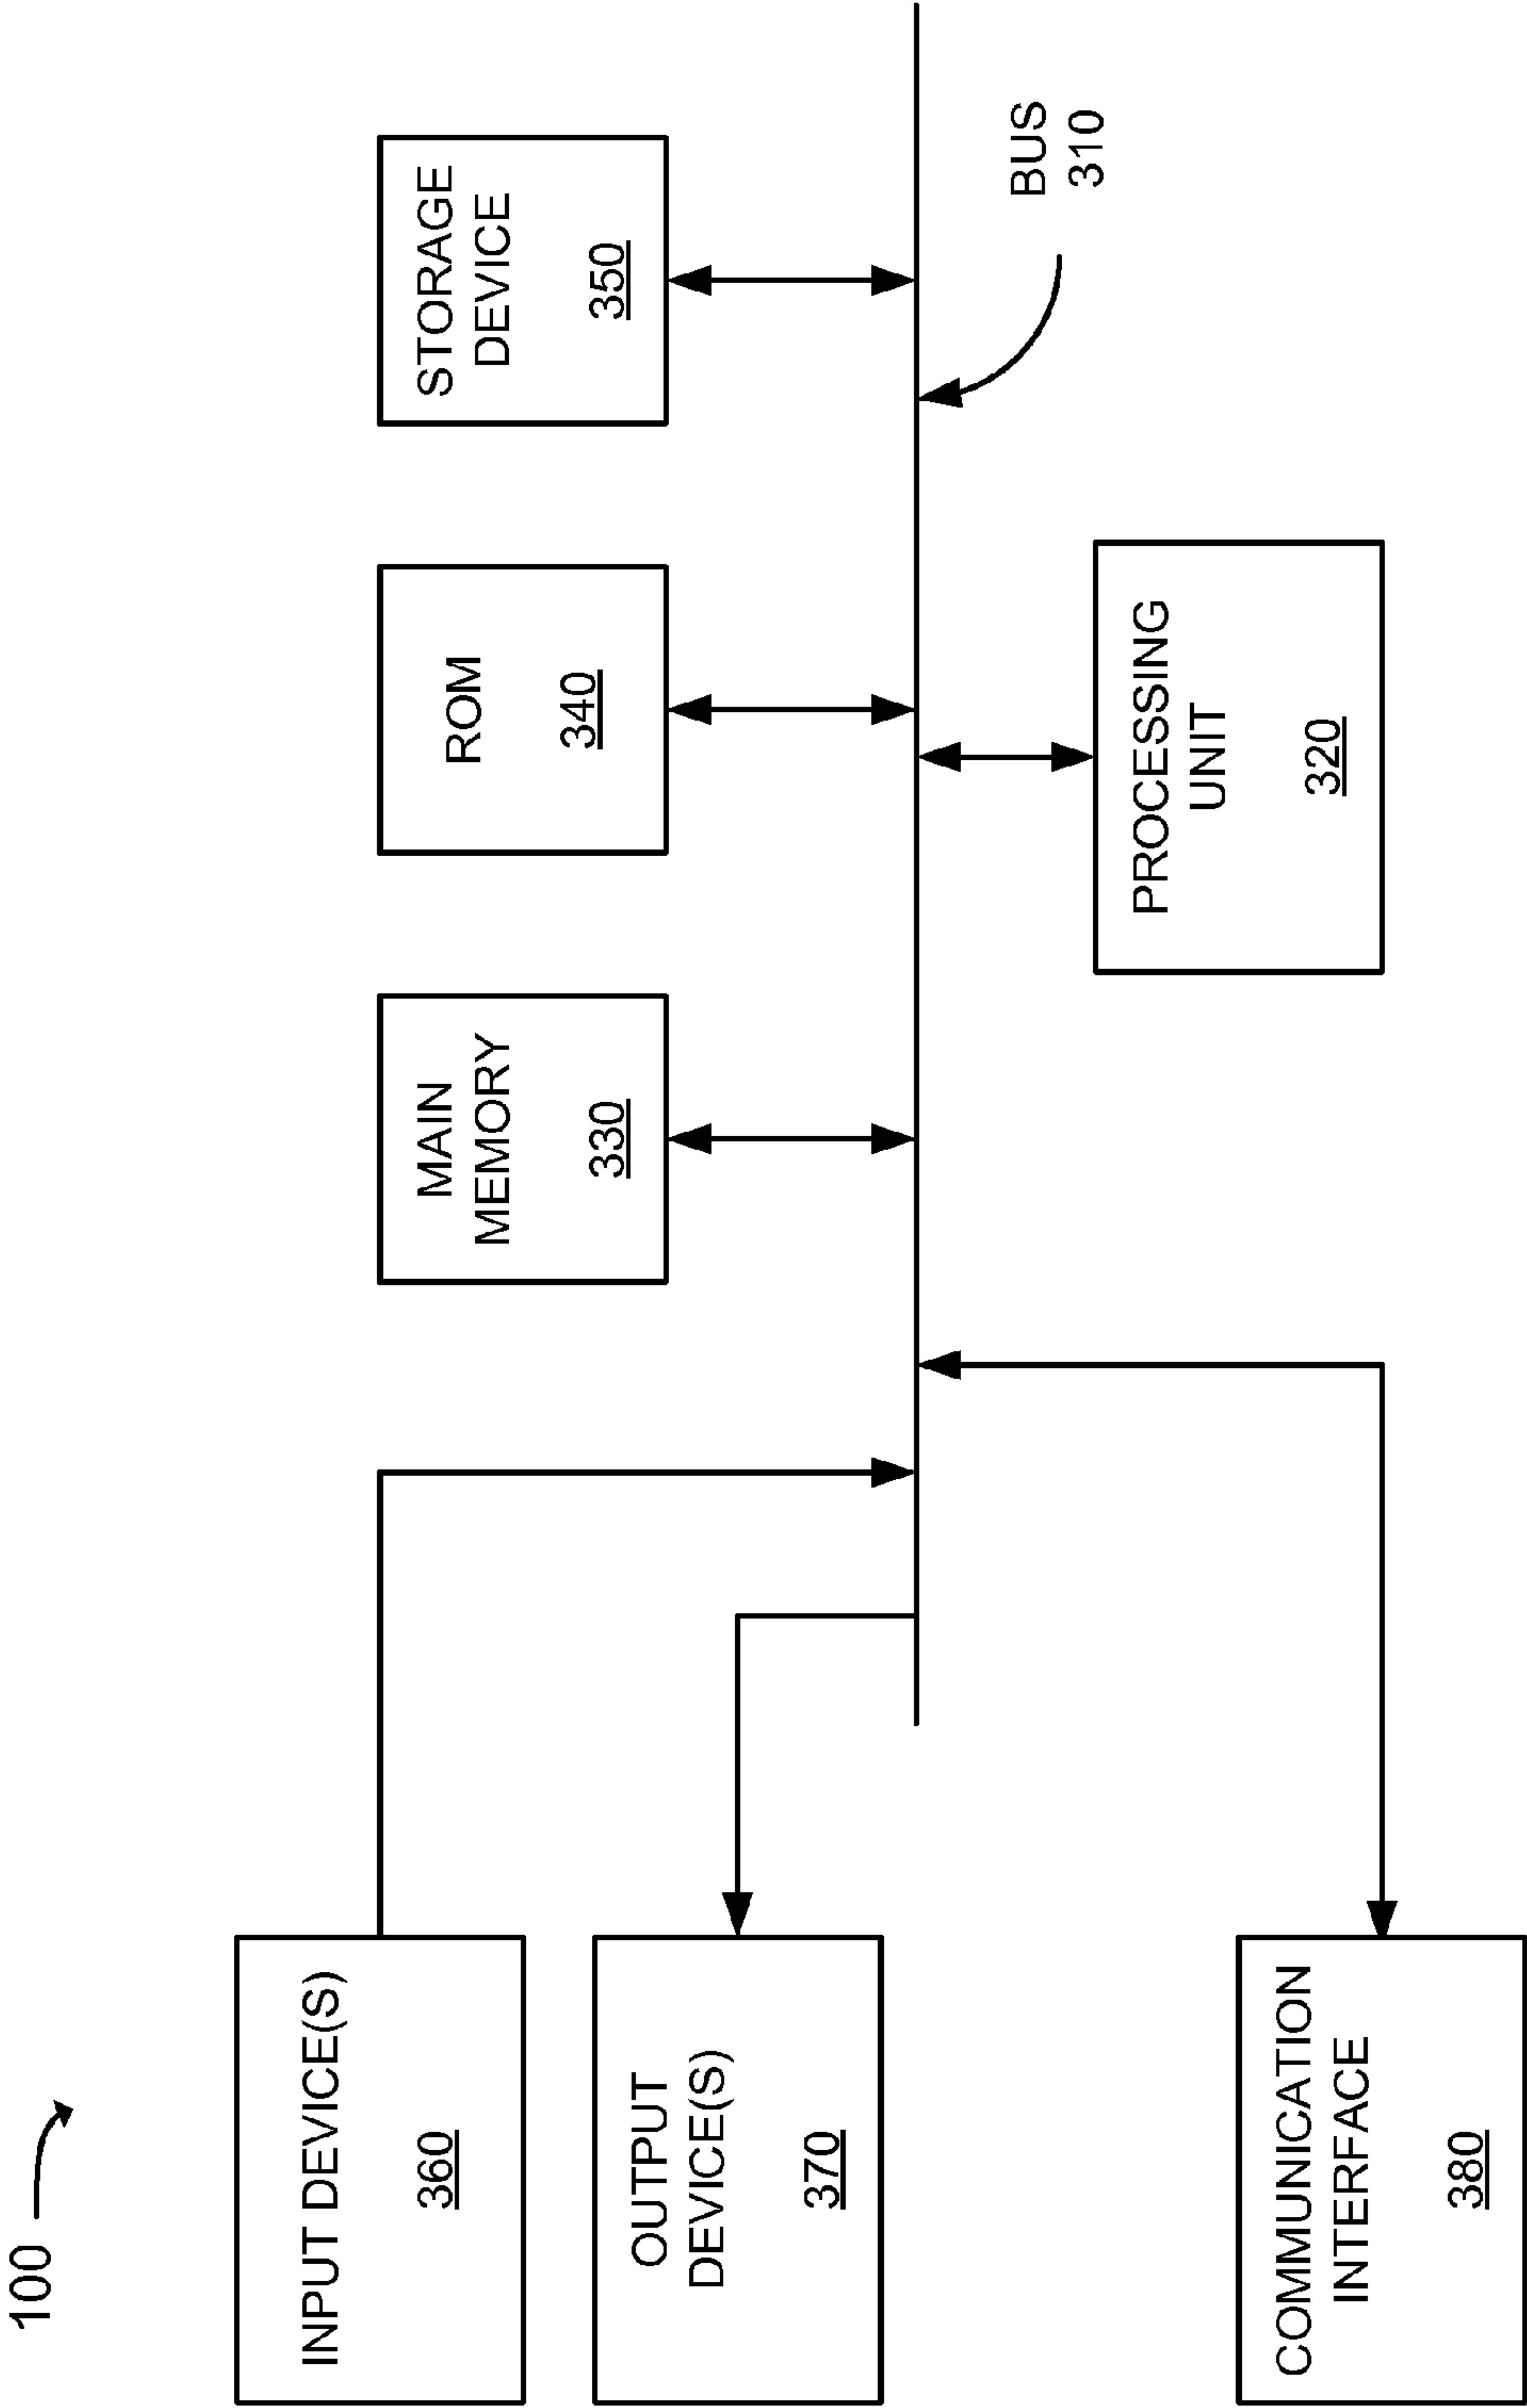 100
INPUT DEVICE(S)
360
OUTPUT
DEVICE(S)
370
COMMUNICATION
INTERFACE
380
MAIN
MEMORY
330
ROM
340
STORAGE
DEVICE
350
PROCESSING
UNIT
320
BUS
310